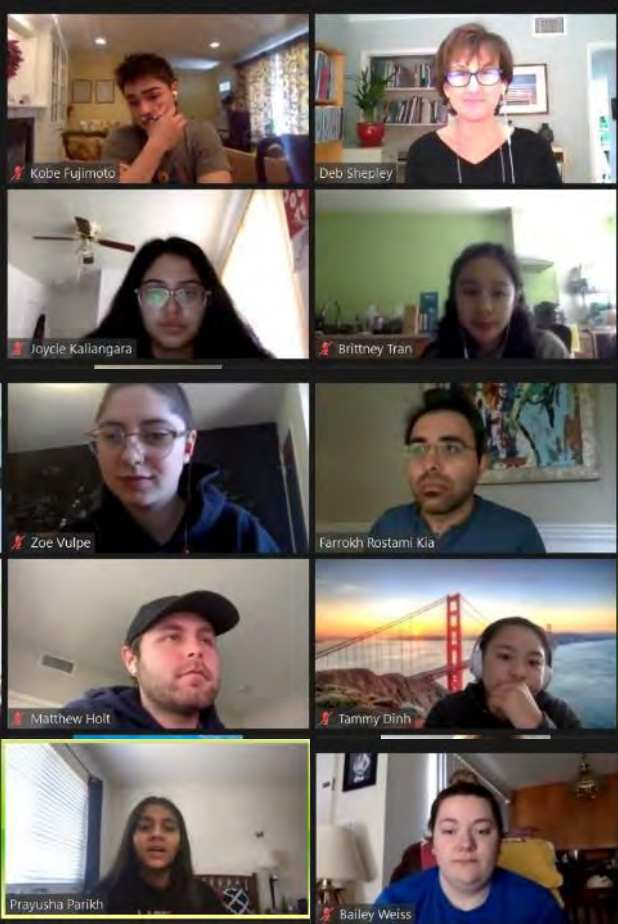 Kobe Fujimoto
Deb Shepley
Joycie Kaliangara
Brittney Tran
Zoe Vulpe
Farrokh Rostami Kia
Matthew Holt
Tammy Dinh
Prayusha Parikh
Bailey Weiss